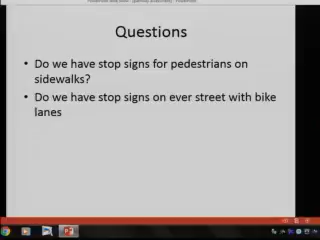 Questions
• Do we have stop signs for pedestrians on
sidewalks?
• Do we have stop signs on ever street with bike
lanes